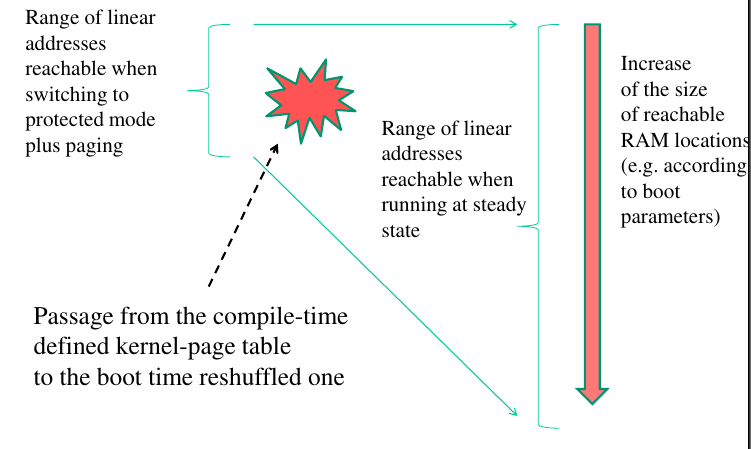 Range of linear
addresses
reachable when
switching to
protected mode
plus paging
Increase
of the size
of reachable
RAM locations
(e.g. according
to boot
parameters)
Range of linear
addresses
reachable when
running at steady
state
Passage from the compile-time
defined kernel-page table
to the boot time reshuffled one